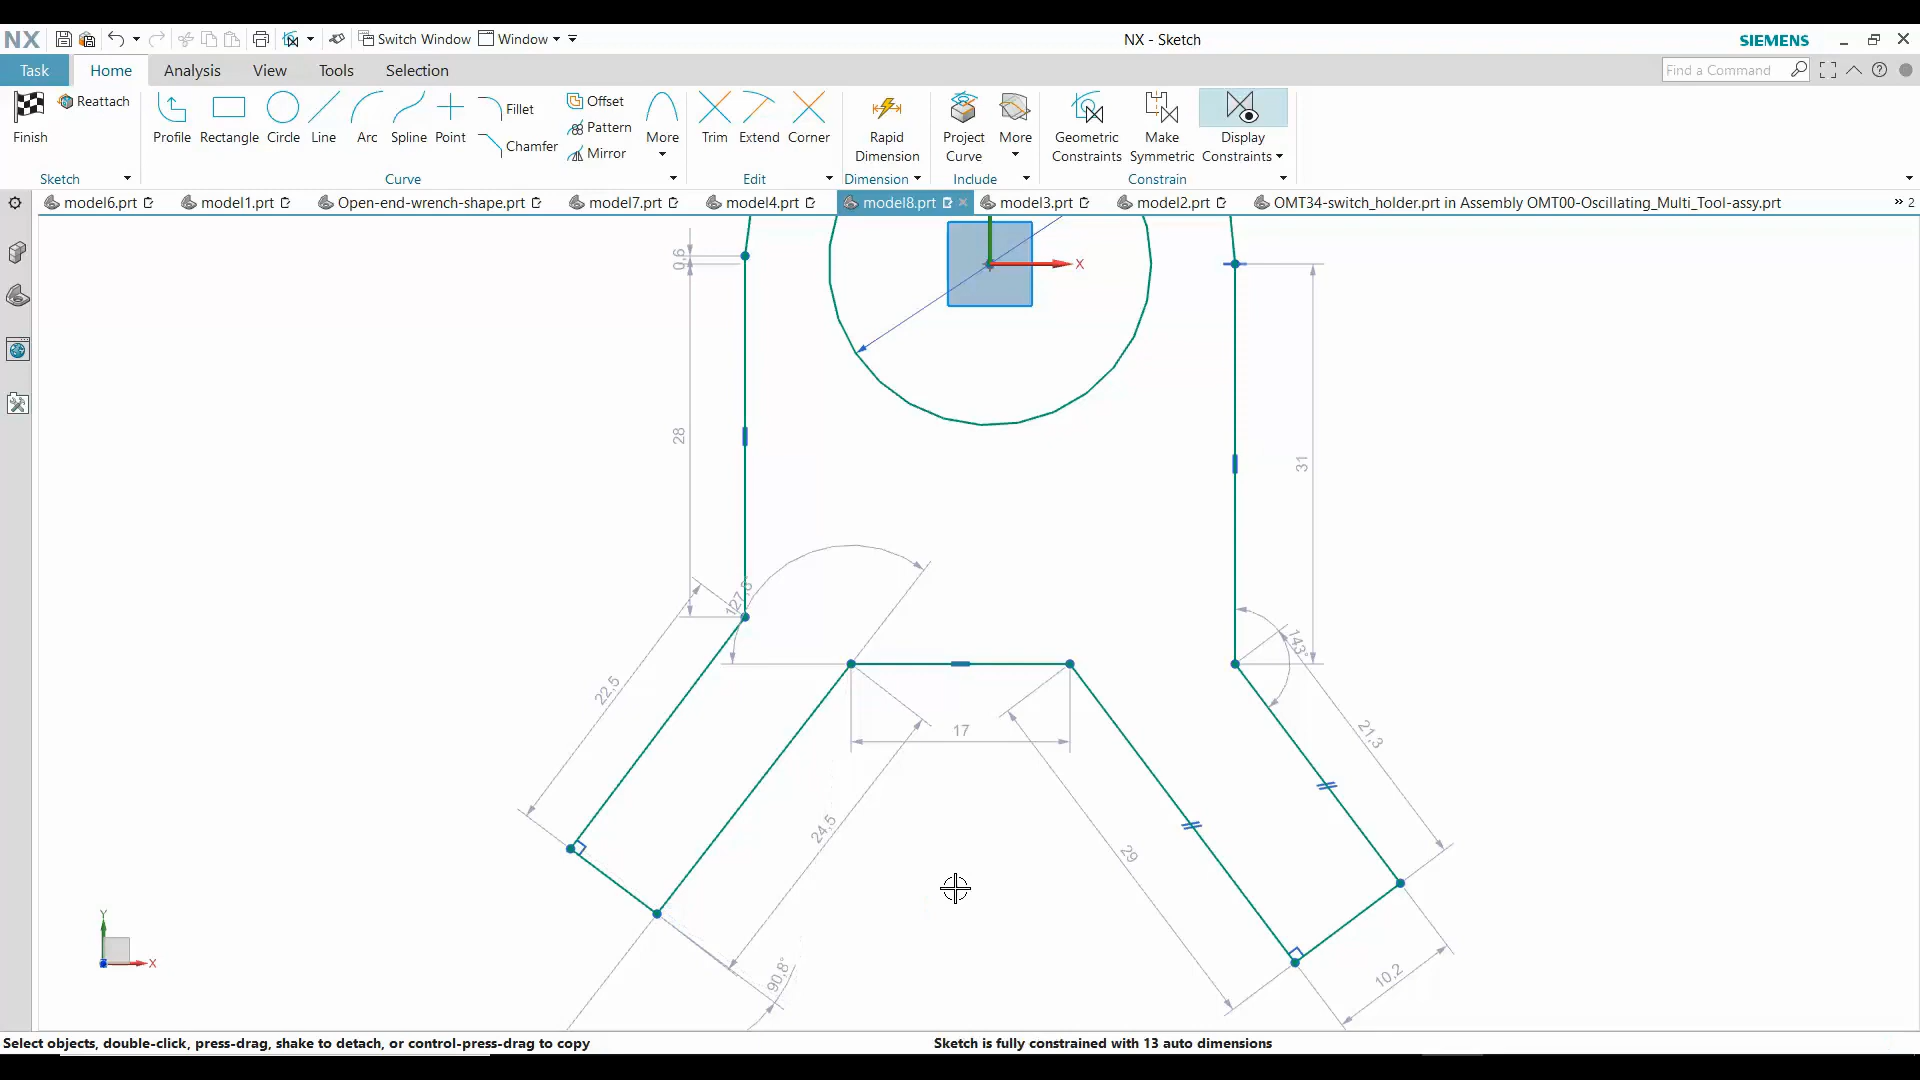 NX
Switch Window
Window
NX - Sketch
SIEMENS
Task
Home
Analysis
View
Tools
Selection
Find a Command
Finish
Reattach
Profile
Rectangle
Circle
Line
Arc
Spline
Point
Fillet
Chamfer
Offset
Pattern
Mirror
More
Trim
Extend
Corner
Rapid
Dimension
Project
Curve
More
Geometric
Constraints
Make
Symmetric
Display
Constraints
Sketch
Curve
Edit
Dimension
Include
Constrain
model6.prt
model1.prt
Open-end-wrench-shape.prt
model7.prt
model4.prt
model8.prt
model3.prt
model2.prt
OMT34-switch_holder.prt in Assembly OMT00-Oscillating_Multi_Tool-assy.prt
2
X
0,6
28
31
127,5
143°
22,5
17
21,3
24,5
29
90,8°
10,2
Y
X
Select objects, double-click, press-drag, shake to detach, or control-press-drag to copy
Sketch is fully constrained with 13 auto dimensions